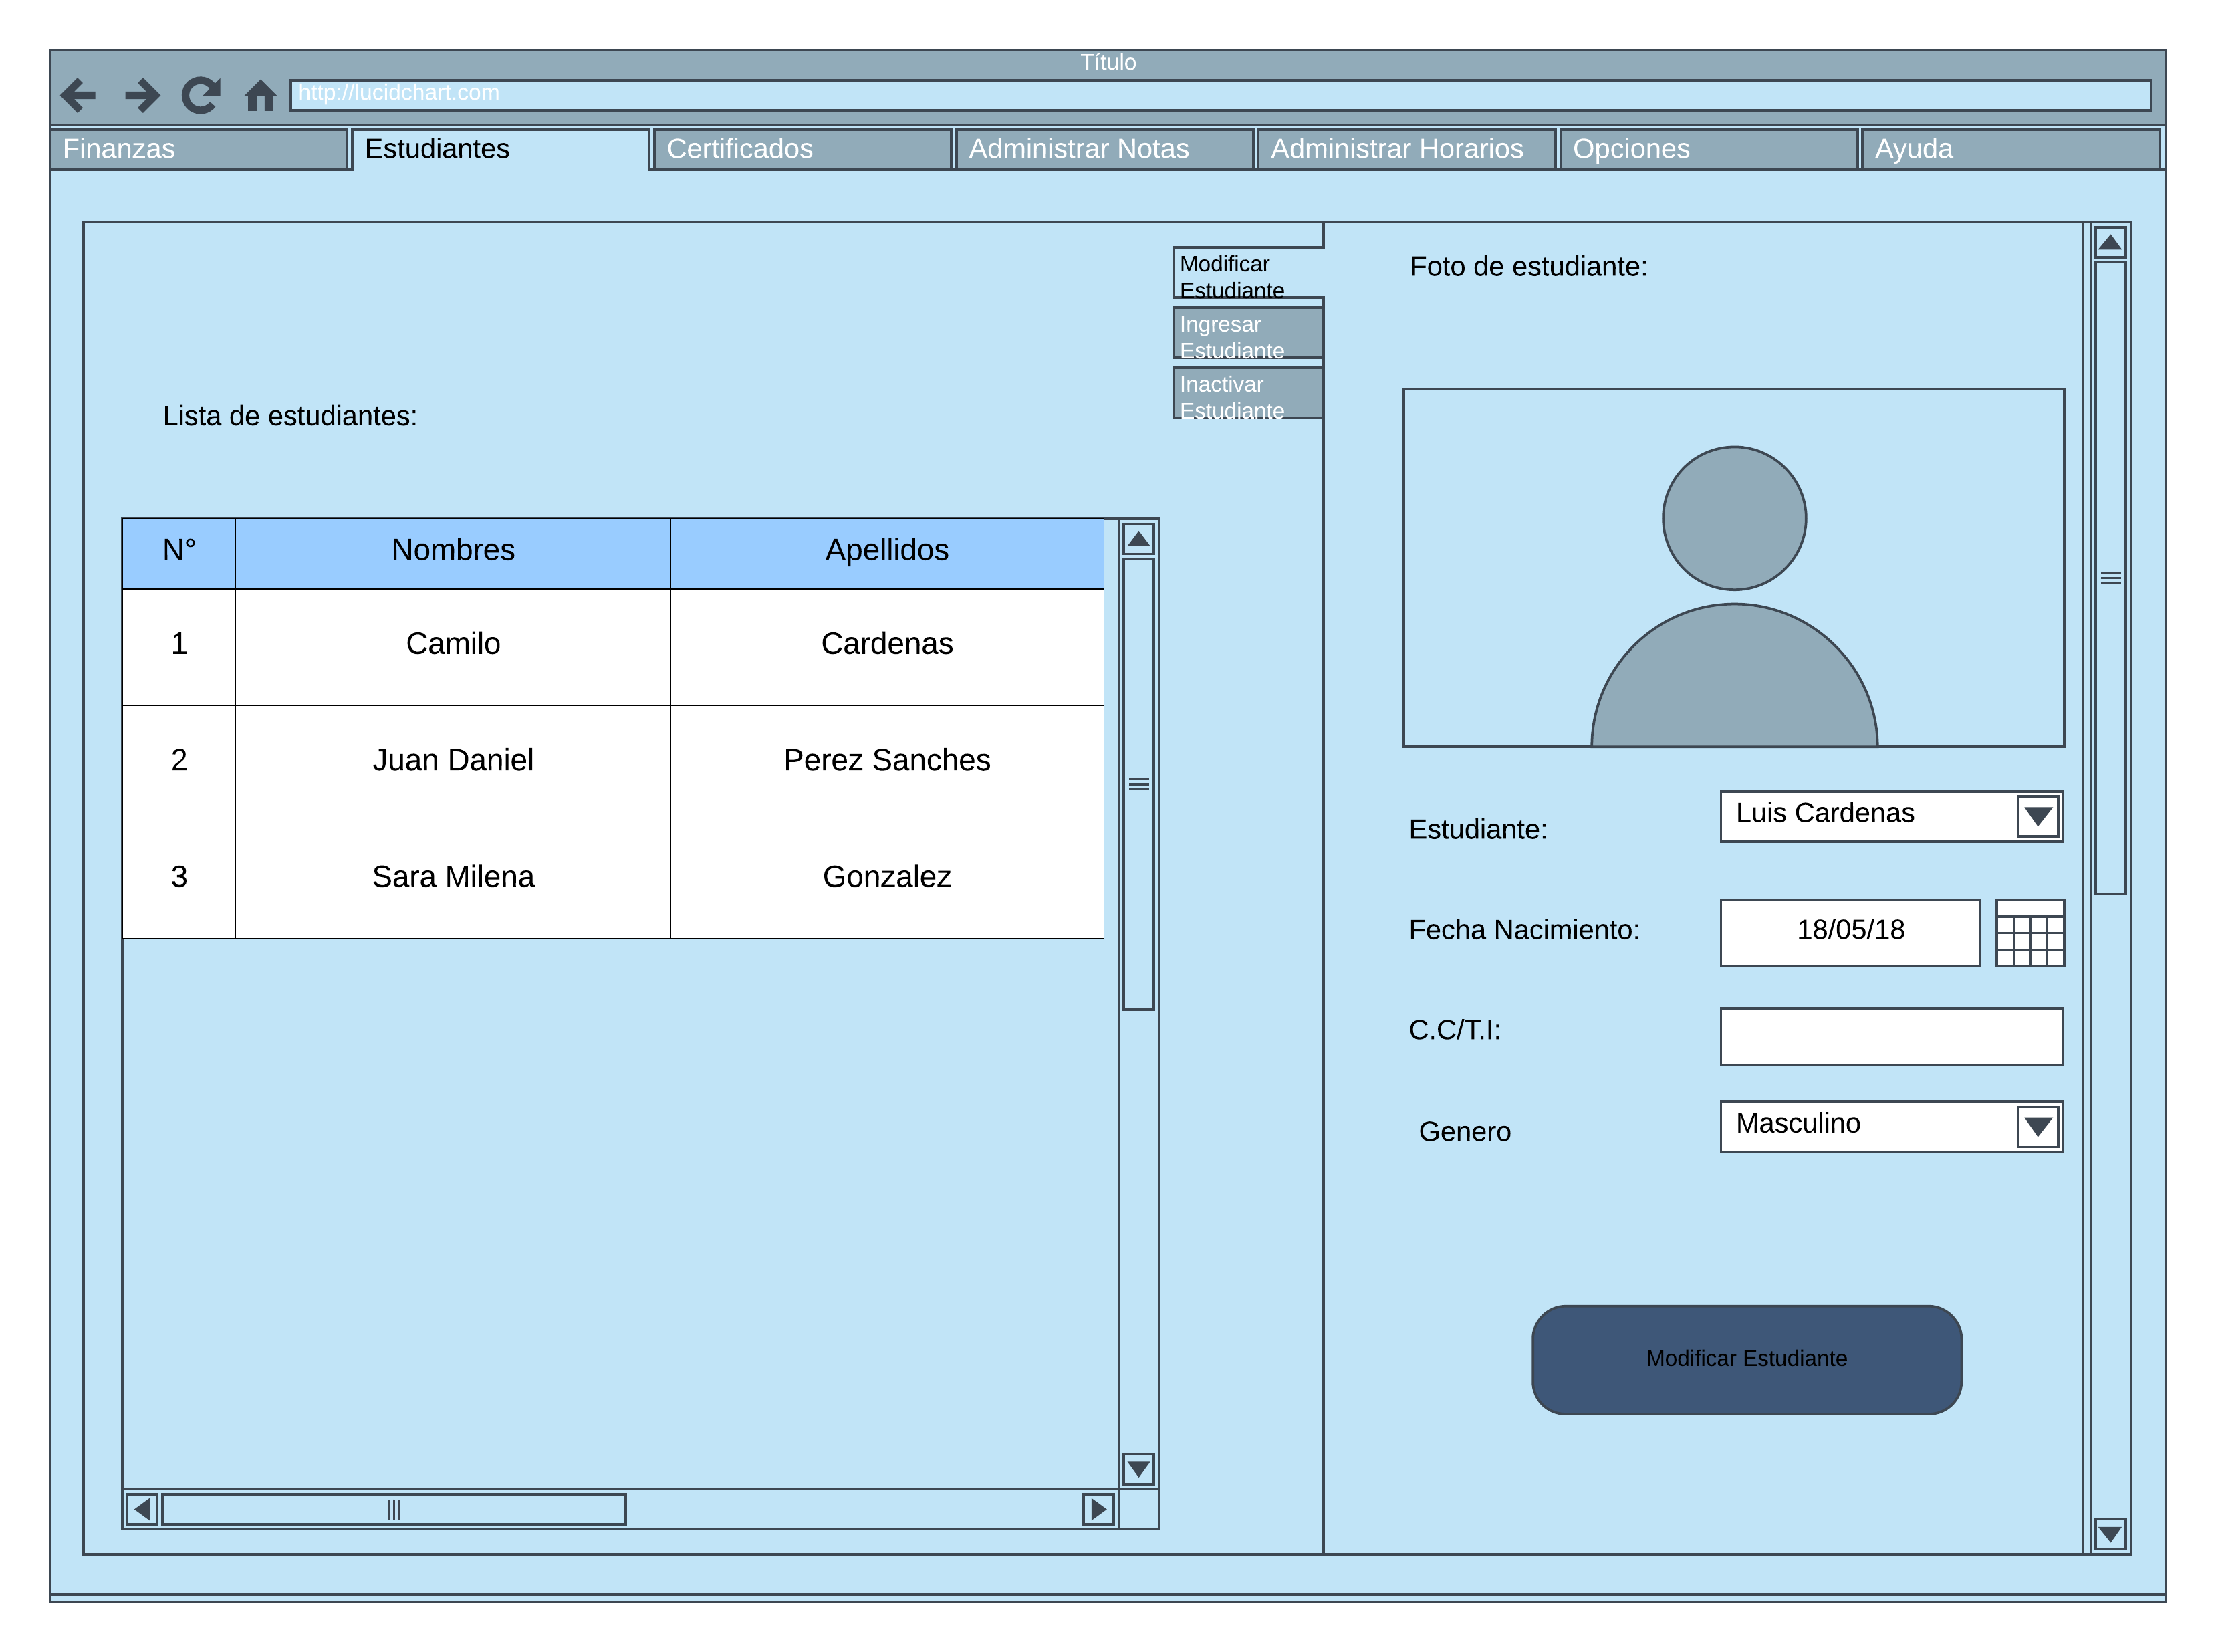 Título
http://lucidchart.com
Finanzas
Estudiantes
Certificados
Administrar Notas
Administrar Horarios
Opciones
Ayuda
Modificar
Estudiante
Ingresar
Estudiante
Inactivar
Estudiante
Lista de estudiantes:
N° Nombres Apellidos
1 Camilo Cardenas
2 Juan Daniel Perez Sanches
3 Sara Milena Gonzalez
Foto de estudiante:
Estudiante: Luis Cardenas
Fecha Nacimiento: 18/05/18
C.C/T.I:
Genero Masculino
Modificar Estudiante